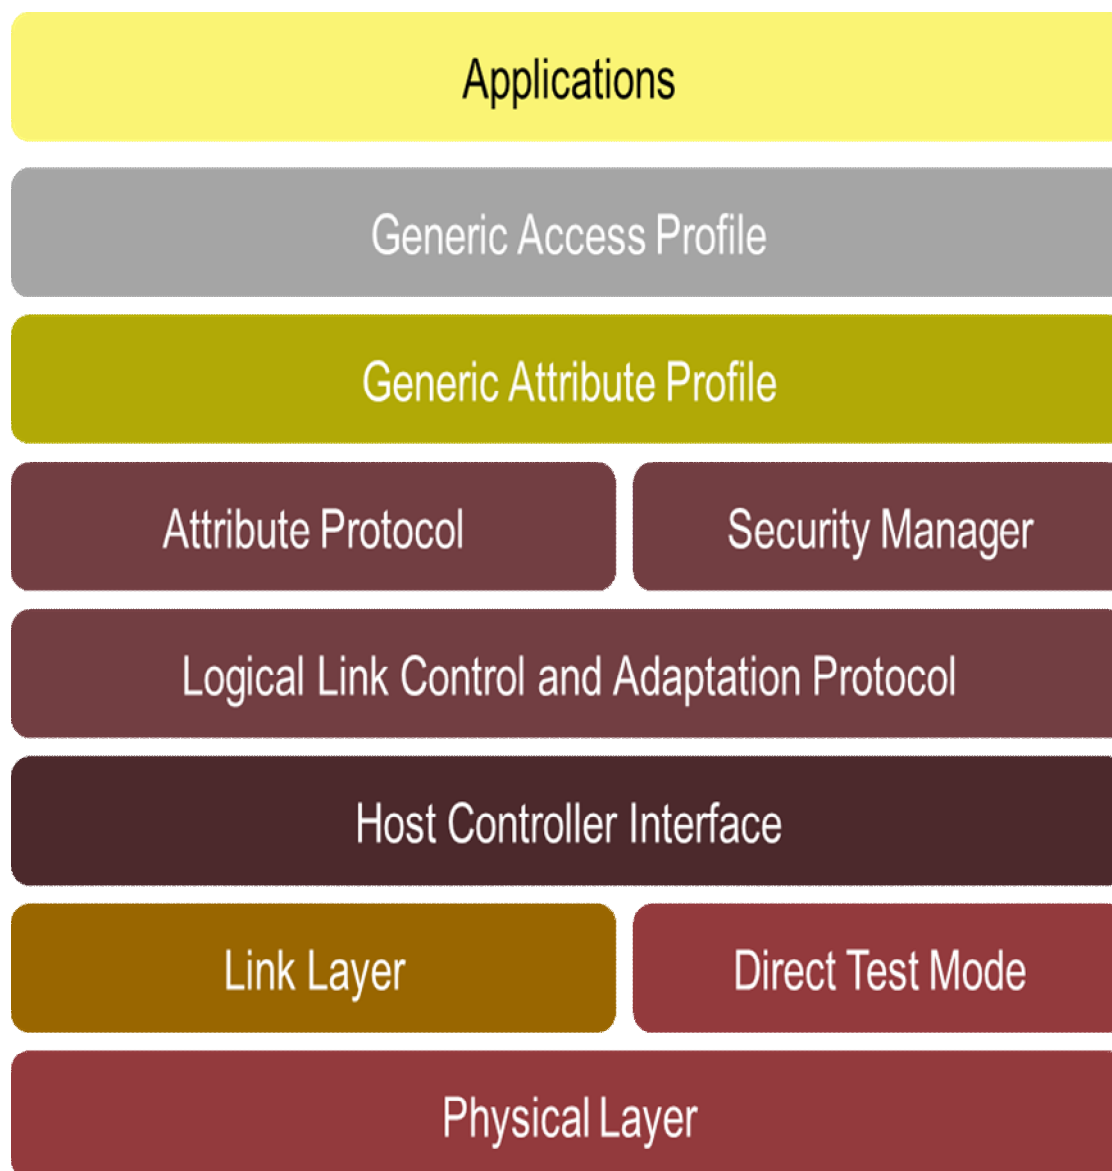 Applications
Generic Access Profile
Generic Attribute Profile
Attribute Protocol
Security Manager
Logical Link Control and Adaptation Protocol
Host Controller Interface
Link Layer
Direct Test Mode
Physical Layer